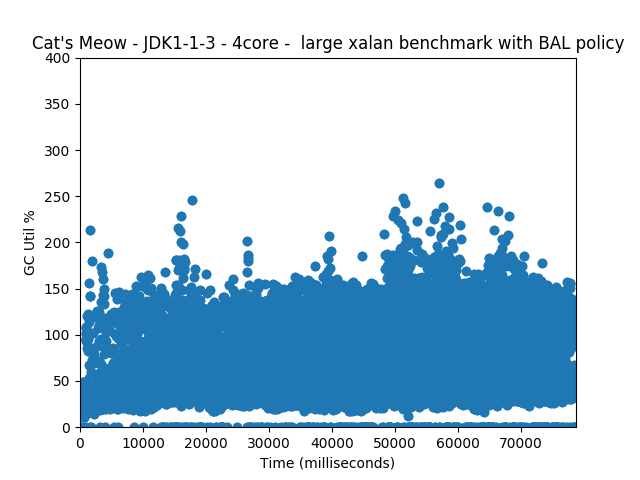 Cat's Meow - JDK1-1-3 - 4core -  large xalan benchmark with BAL policy
400
350
300
250
200
150
100
50
0
GC Util %
0 10000 20000 30000 40000 50000 60000 70000
Time (milliseconds)